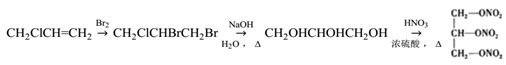 CH₂ClCH=CH₂ →(Br₂) CH₂ClCHBrCH₂Br →(NaOH / H₂O ， Δ) CH₂OHCHOHCH₂OH →(HNO₃ / 浓硫酸 ， Δ)
CH₂—ONO₂
CH—ONO₂
CH₂—ONO₂